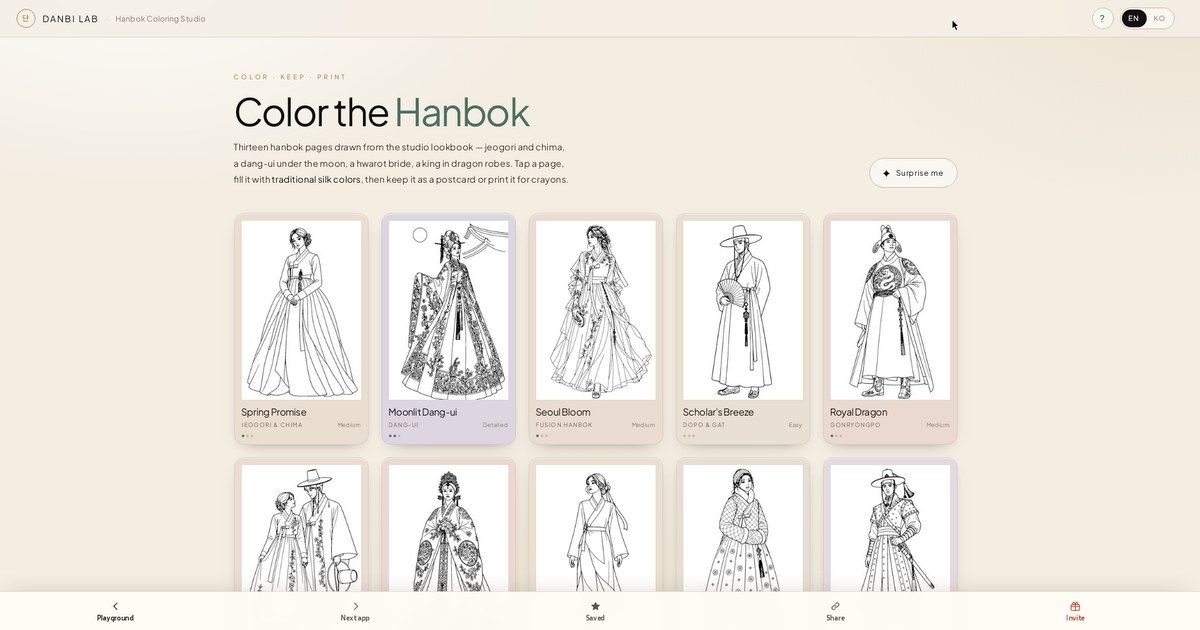 단 DANBI LAB · Hanbok Coloring Studio
? EN KO
COLOR · KEEP · PRINT
Color the Hanbok
Thirteen hanbok pages drawn from the studio lookbook — jeogori and chima,
a dang-ui under the moon, a hwarot bride, a king in dragon robes. Tap a page,
fill it with traditional silk colors, then keep it as a postcard or print it for crayons.
Surprise me
Spring Promise
JEOGORI & CHIMA Medium
Moonlit Dang-ui
DANG-UI Detailed
Seoul Bloom
FUSION HANBOK Medium
Scholar's Breeze
DOPO & GAT Easy
Royal Dragon
GONRYONGPO Medium
Playground
Next app
Saved
Share
Invite